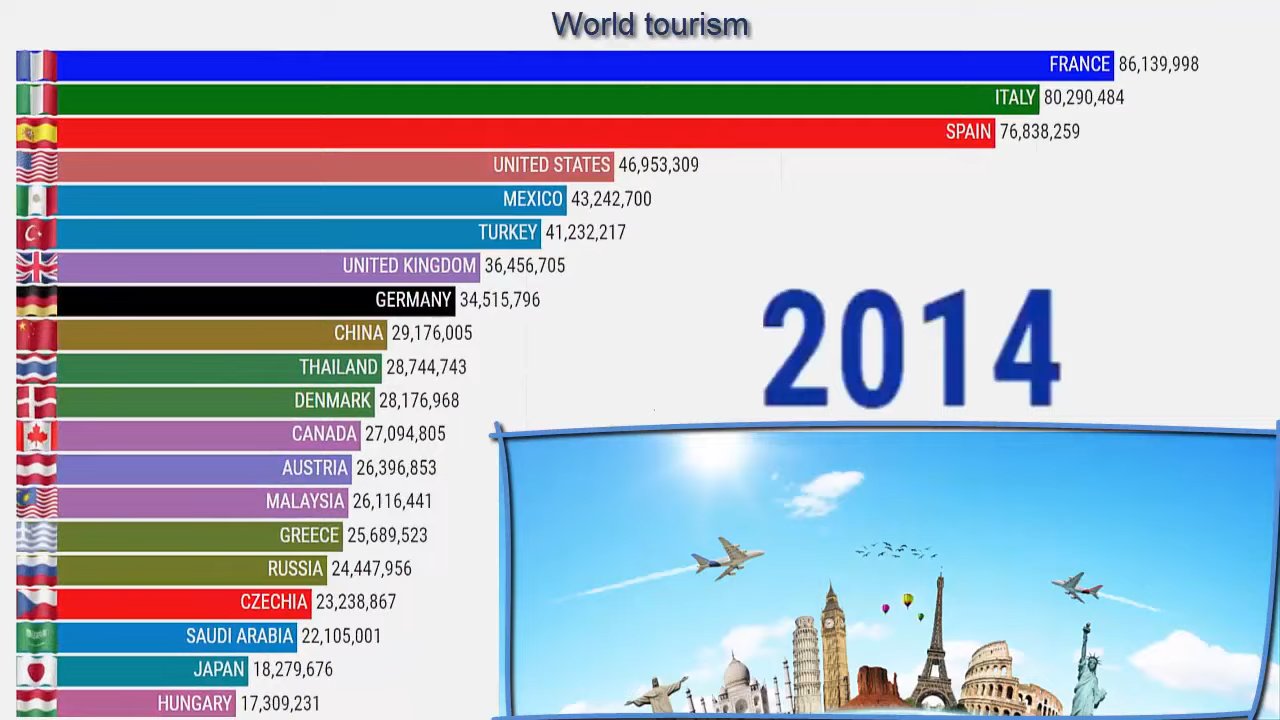 World tourism
FRANCE 86,139,998
ITALY 80,290,484
SPAIN 76,838,259
UNITED STATES 46,953,309
MEXICO 43,242,700
TURKEY 41,232,217
UNITED KINGDOM 36,456,705
GERMANY 34,515,796
CHINA 29,176,005
THAILAND 28,744,743
DENMARK 28,176,968
CANADA 27,094,805
AUSTRIA 26,396,853
MALAYSIA 26,116,441
GREECE 25,689,523
RUSSIA 24,447,956
CZECHIA 23,238,867
SAUDI ARABIA 22,105,001
JAPAN 18,279,676
HUNGARY 17,309,231
2014